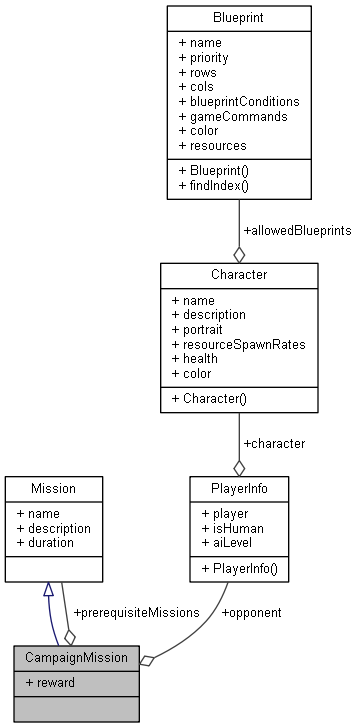 Blueprint
+ name
+ priority
+ rows
+ cols
+ blueprintConditions
+ gameCommands
+ color
+ resources
+ Blueprint()
+ findIndex()
+allowedBlueprints
Character
+ name
+ description
+ portrait
+ resourceSpawnRates
+ health
+ color
+ Character()
+character
Mission
+ name
+ description
+ duration
PlayerInfo
+ player
+ isHuman
+ aiLevel
+ PlayerInfo()
+prerequisiteMissions
+opponent
CampaignMission
+ reward